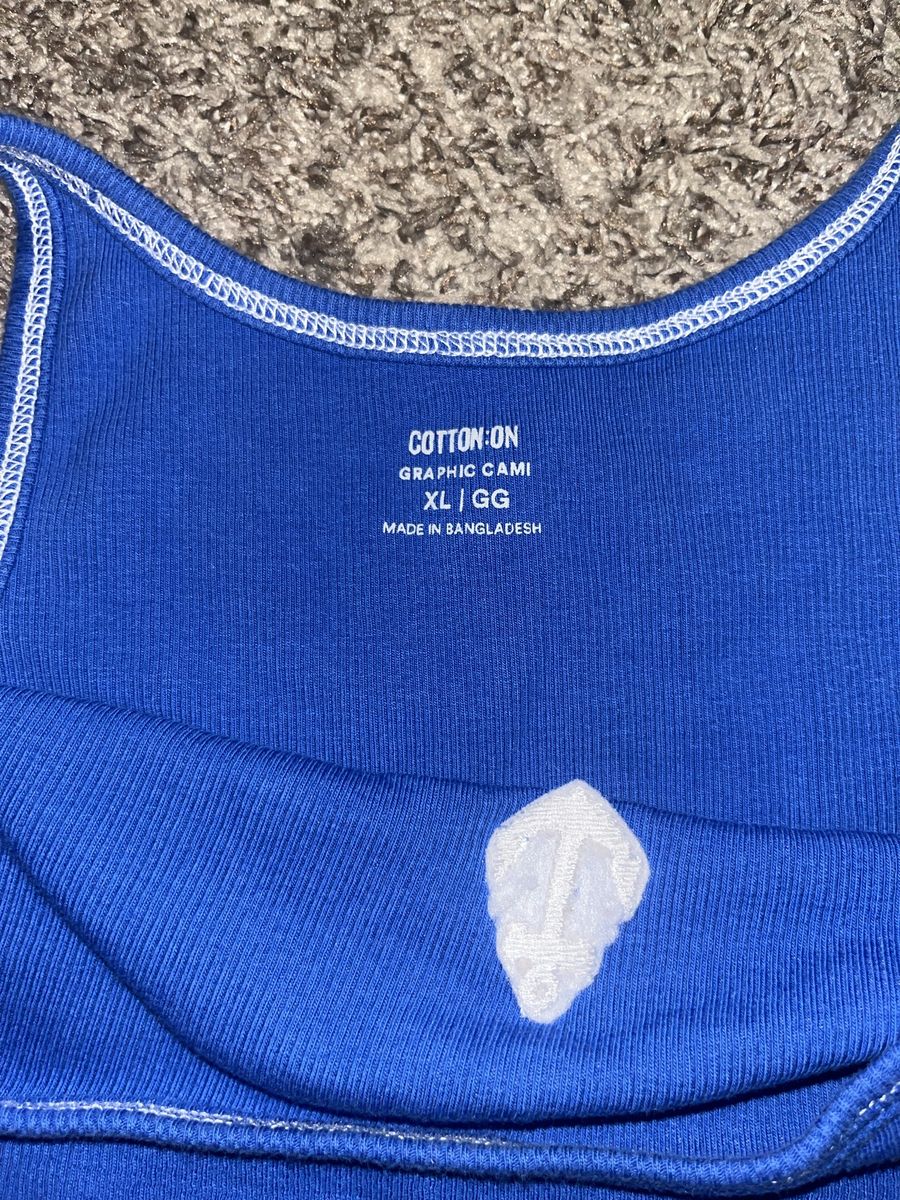 COTTON:ON
GRAPHIC CAMI
XL | GG
MADE IN BANGLADESH